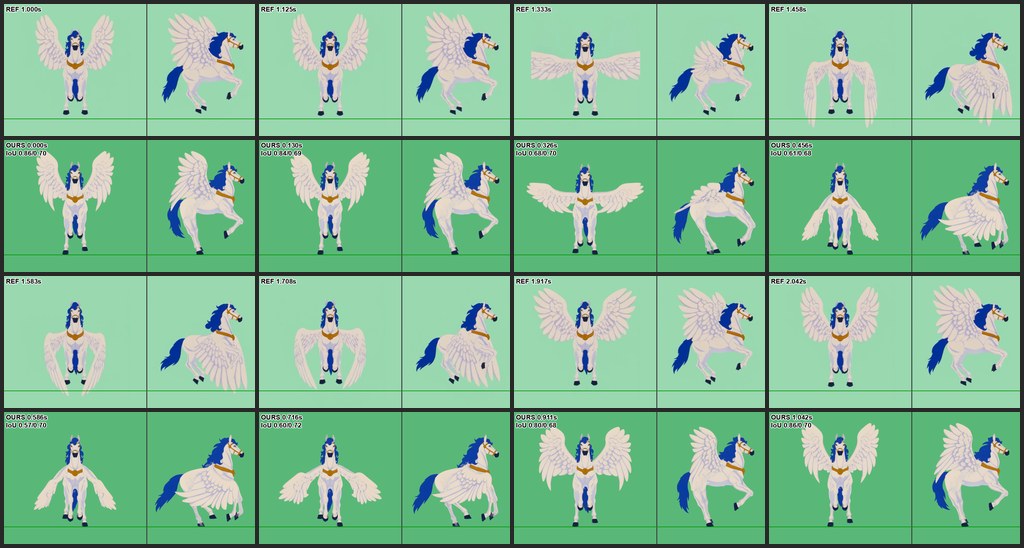 REF 1.000s
REF 1.125s
REF 1.333s
REF 1.458s
OURS 0.000s
IoU 0.86/0.70
OURS 0.130s
IoU 0.84/0.69
OURS 0.326s
IoU 0.68/0.70
OURS 0.456s
IoU 0.61/0.68
REF 1.583s
REF 1.708s
REF 1.917s
REF 2.042s
OURS 0.586s
IoU 0.57/0.70
OURS 0.716s
IoU 0.60/0.72
OURS 0.911s
IoU 0.80/0.68
OURS 1.042s
IoU 0.86/0.70